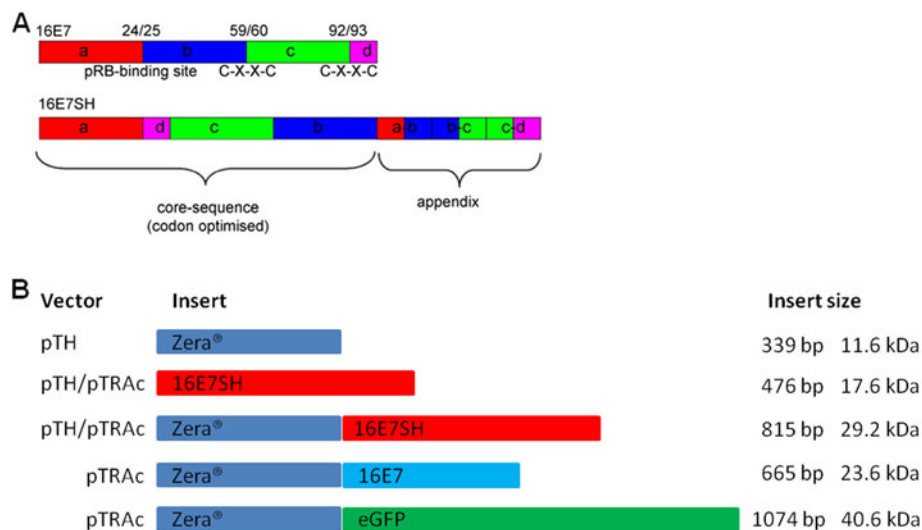 A
16E7 24/25 59/60 92/93
a b c d
pRB-binding site C-X-X-C C-X-X-C
16E7SH
a d c b a-b b-c c-d
core-sequence
(codon optimised)
appendix
B
Vector Insert Insert size
pTH Zera® 339 bp 11.6 kDa
pTH/pTRAc 16E7SH 476 bp 17.6 kDa
pTH/pTRAc Zera® 16E7SH 815 bp 29.2 kDa
pTRAc Zera® 16E7 665 bp 23.6 kDa
pTRAc Zera® eGFP 1074 bp 40.6 kDa